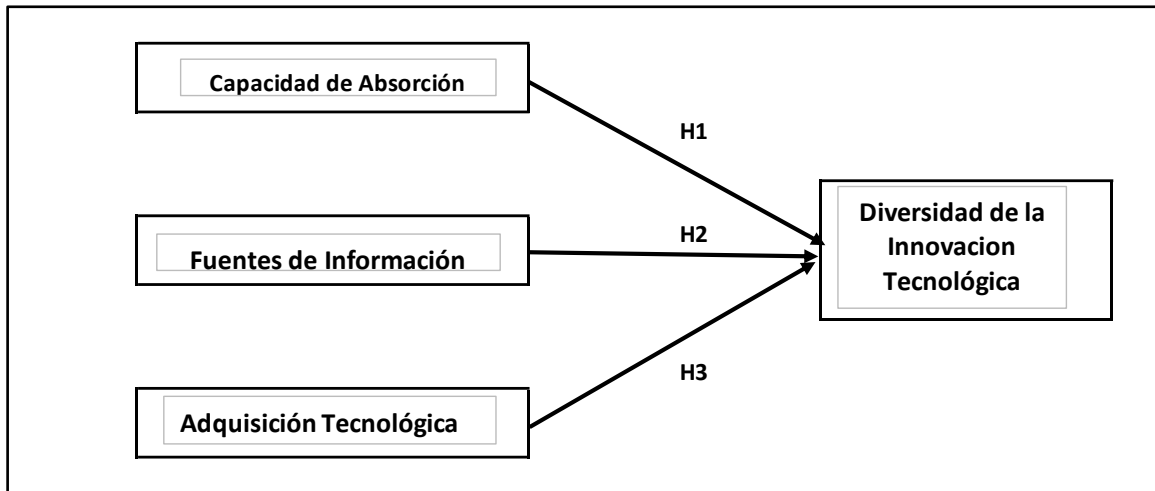 Capacidad de Absorción
H1
Fuentes de Información
H2
Diversidad de la
Innovacion
Tecnológica
H3
Adquisición Tecnológica